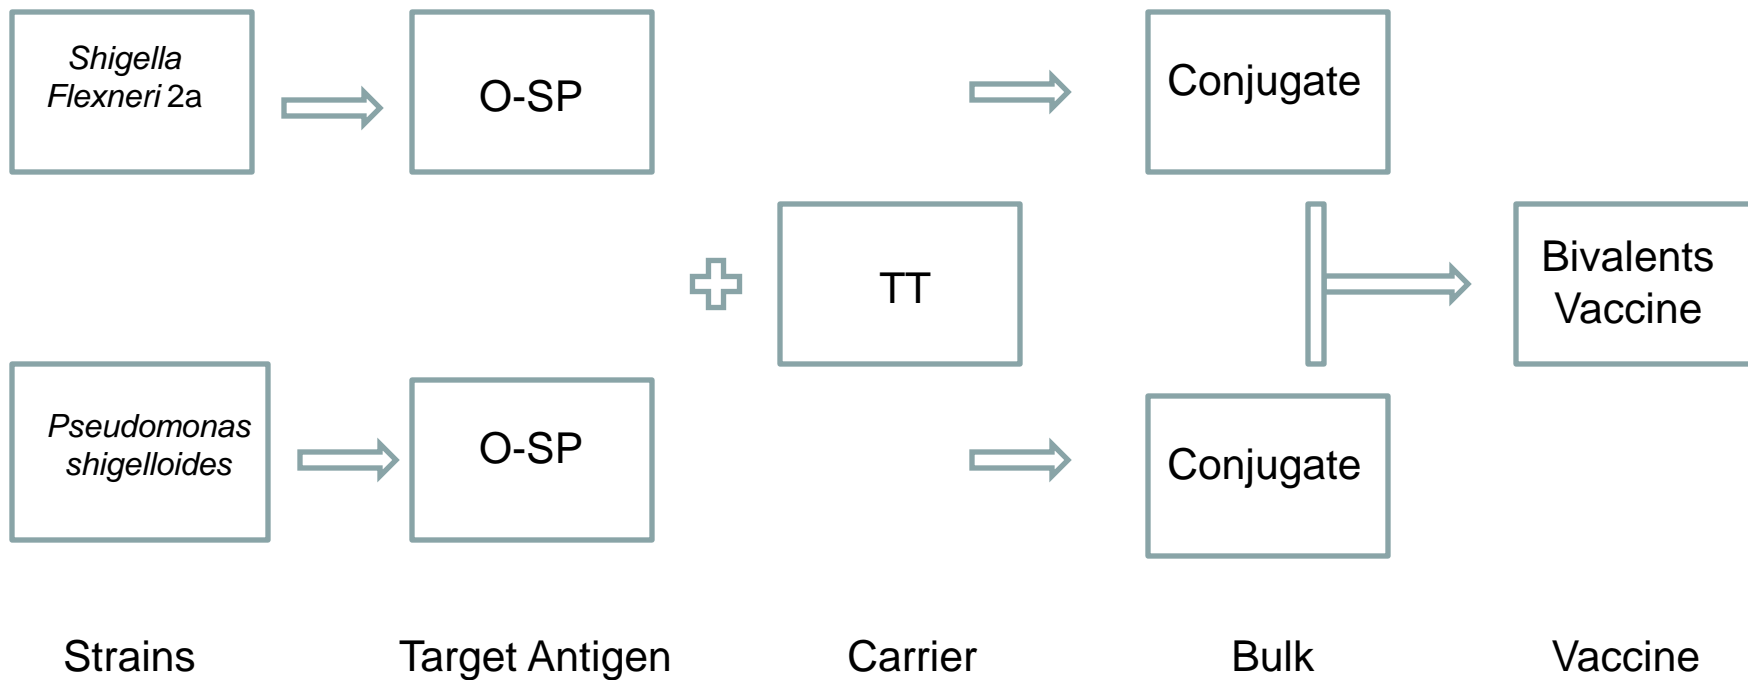 Shigella
Flexneri 2a
O-SP
Conjugate
TT
Bivalents
Vaccine
Pseudomonas
shigelloides
O-SP
Conjugate
Strains
Target Antigen
Carrier
Bulk
Vaccine